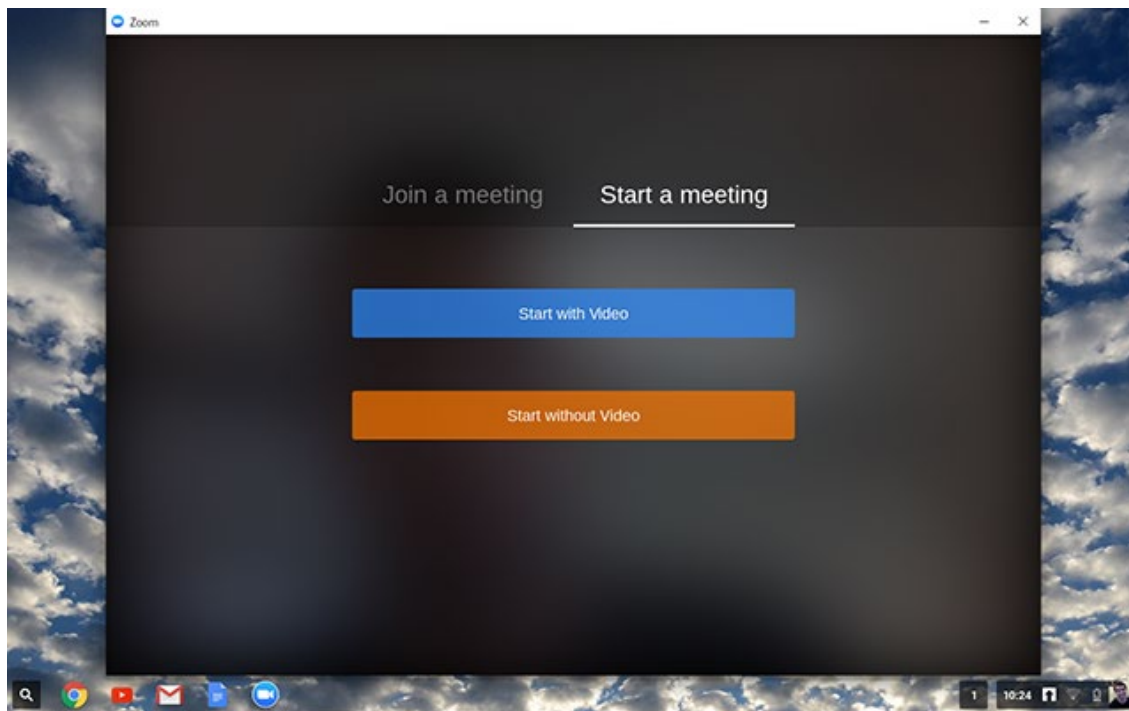 Zoom
Join a meeting
Start a meeting
Start with Video
Start without Video
1
10:24